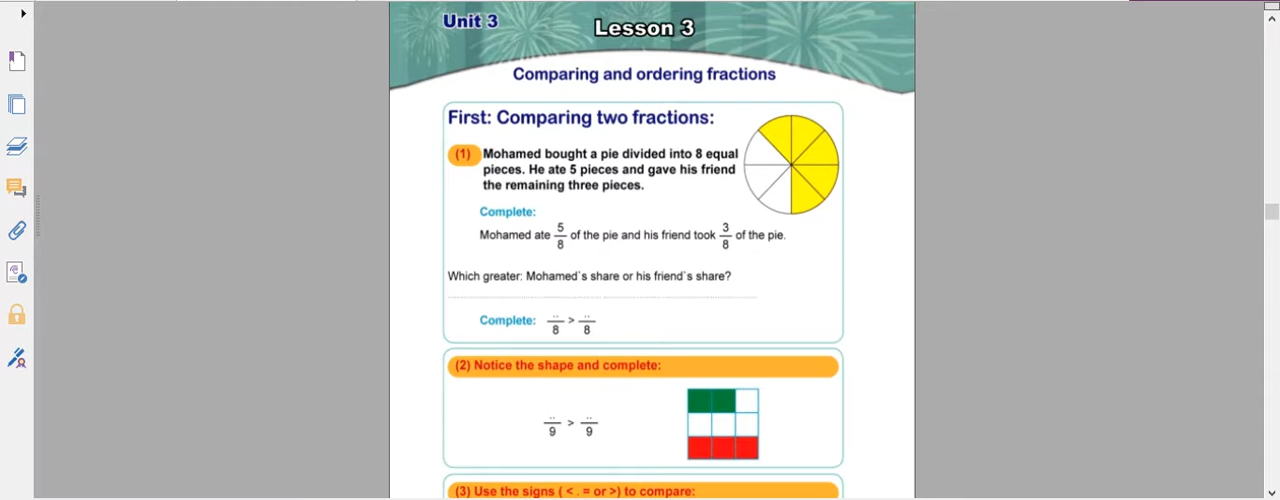 Unit 3
Lesson 3
Comparing and ordering fractions
First: Comparing two fractions:
(1) Mohamed bought a pie divided into 8 equal
pieces. He ate 5 pieces and gave his friend
the remaining three pieces.
Complete:
Mohamed ate 5/8 of the pie and his friend took 3/8 of the pie.
Which greater: Mohamed`s share or his friend`s share?
Complete: ../8 > ../8
(2) Notice the shape and complete:
../9 > ../9
(3) Use the signs ( < . = or >) to compare: